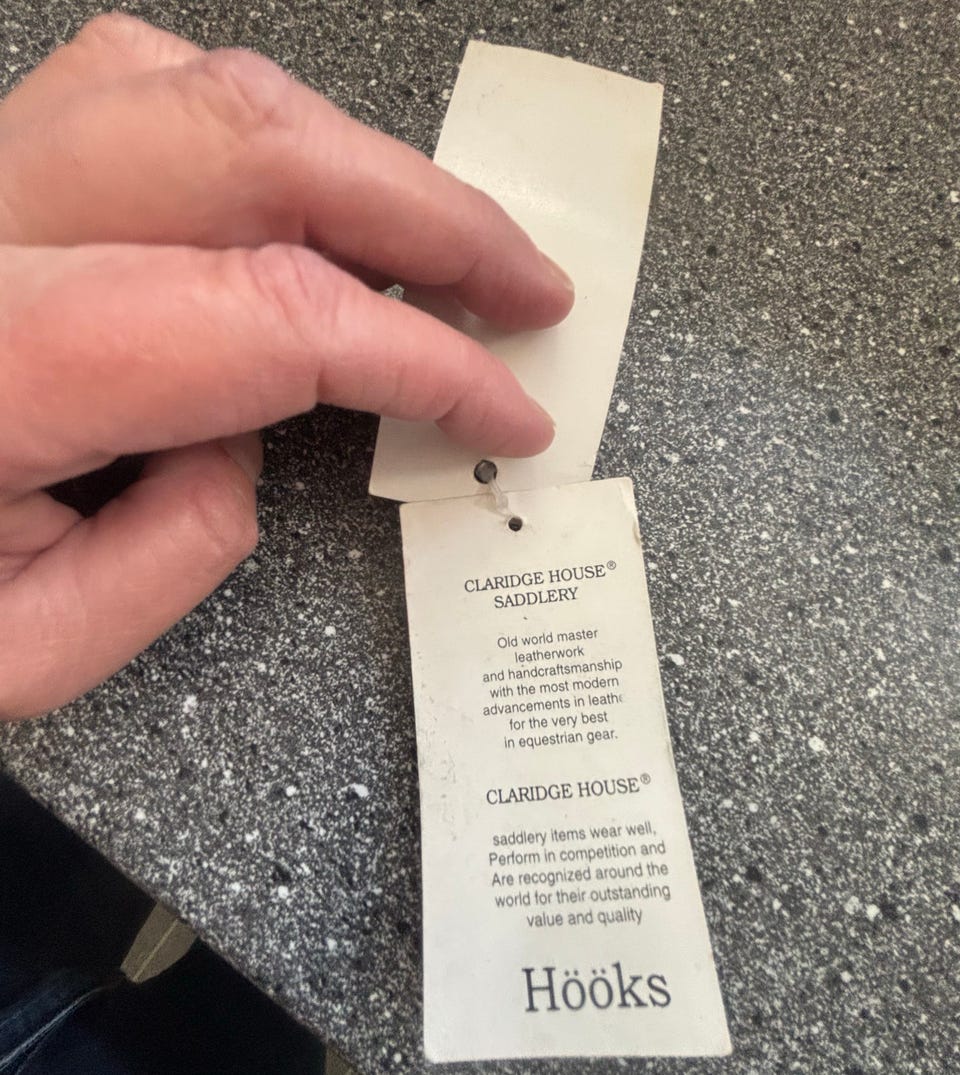 CLARIDGE HOUSE®
SADDLERY
Old world master
leatherwork
and handcraftsmanship
with the most modern
advancements in leathe
for the very best
in equestrian gear.
CLARIDGE HOUSE®
saddlery items wear well,
Perform in competition and
Are recognized around the
world for their outstanding
value and quality
Hööks